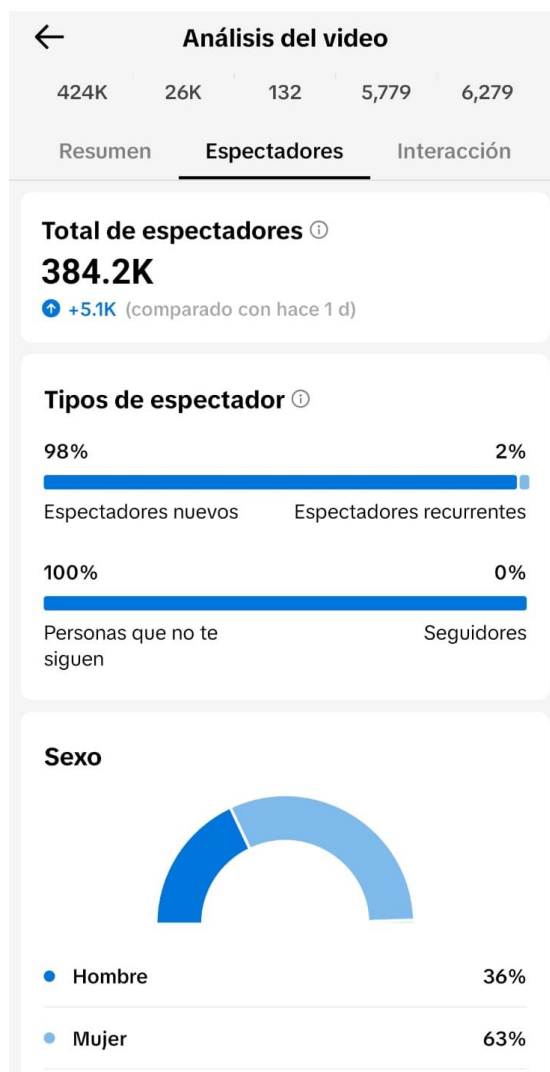 Análisis del video
424K 26K 132 5,779 6,279
Resumen Espectadores Interacción
Total de espectadores
384.2K
+5.1K (comparado con hace 1 d)
Tipos de espectador
98% 2%
Espectadores nuevos Espectadores recurrentes
100% 0%
Personas que no te Seguidores
siguen
Sexo
Hombre 36%
Mujer 63%